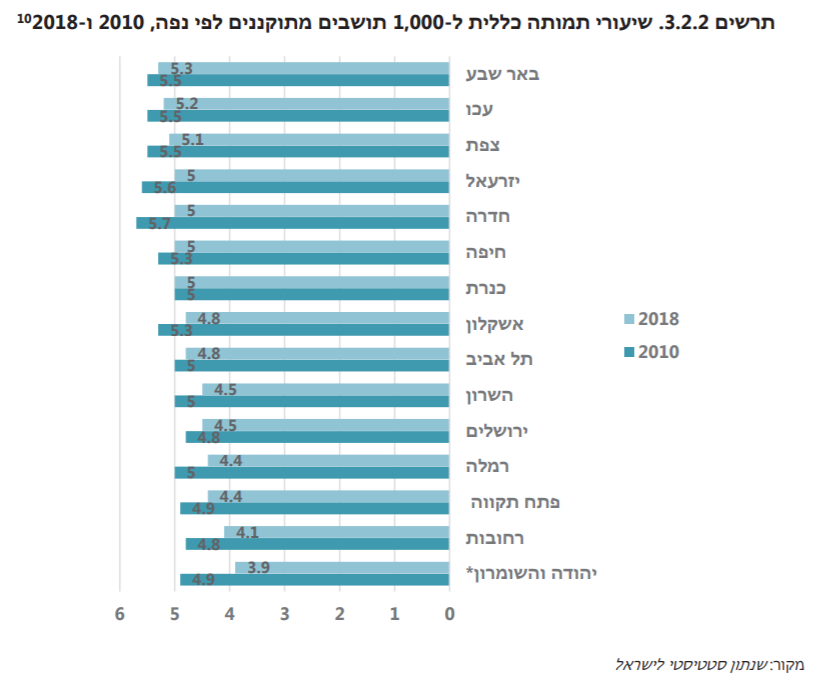 תרשים 3.2.2. שיעורי תמותה כללית ל-1,000 תושבים מתוקננים לפי נפה, 2010 ו-2018¹⁰
באר שבע 5.3 5.5
עכו 5.2 5.5
צפת 5.1 5.5
יזרעאל 5 5.6
חדרה 5 5.7
חיפה 5 5.3
כנרת 5 5
אשקלון 4.8 5.3
תל אביב 4.8 5
השרון 4.5 5
ירושלים 4.5 4.8
רמלה 4.4 5
פתח תקווה 4.4 4.9
רחובות 4.1 4.8
יהודה והשומרון* 3.9 4.9
2018
2010
6 5 4 3 2 1 0
מקור: שנתון סטטיסטי לישראל